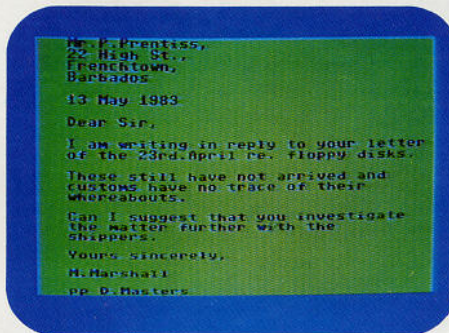 Mr.P.Prentiss,
22 High St.,
Frenchtown,
Barbados
13 May 1983
Dear Sir,
I am writing in reply to your letter
of the 23rd.April re. floppy disks.
These still have not arrived and
customs have no trace of their
whereabouts.
Can I suggest that you investigate
the matter further with the
shippers.
Yours sincerely,
M.Marshall
pp D.Masters